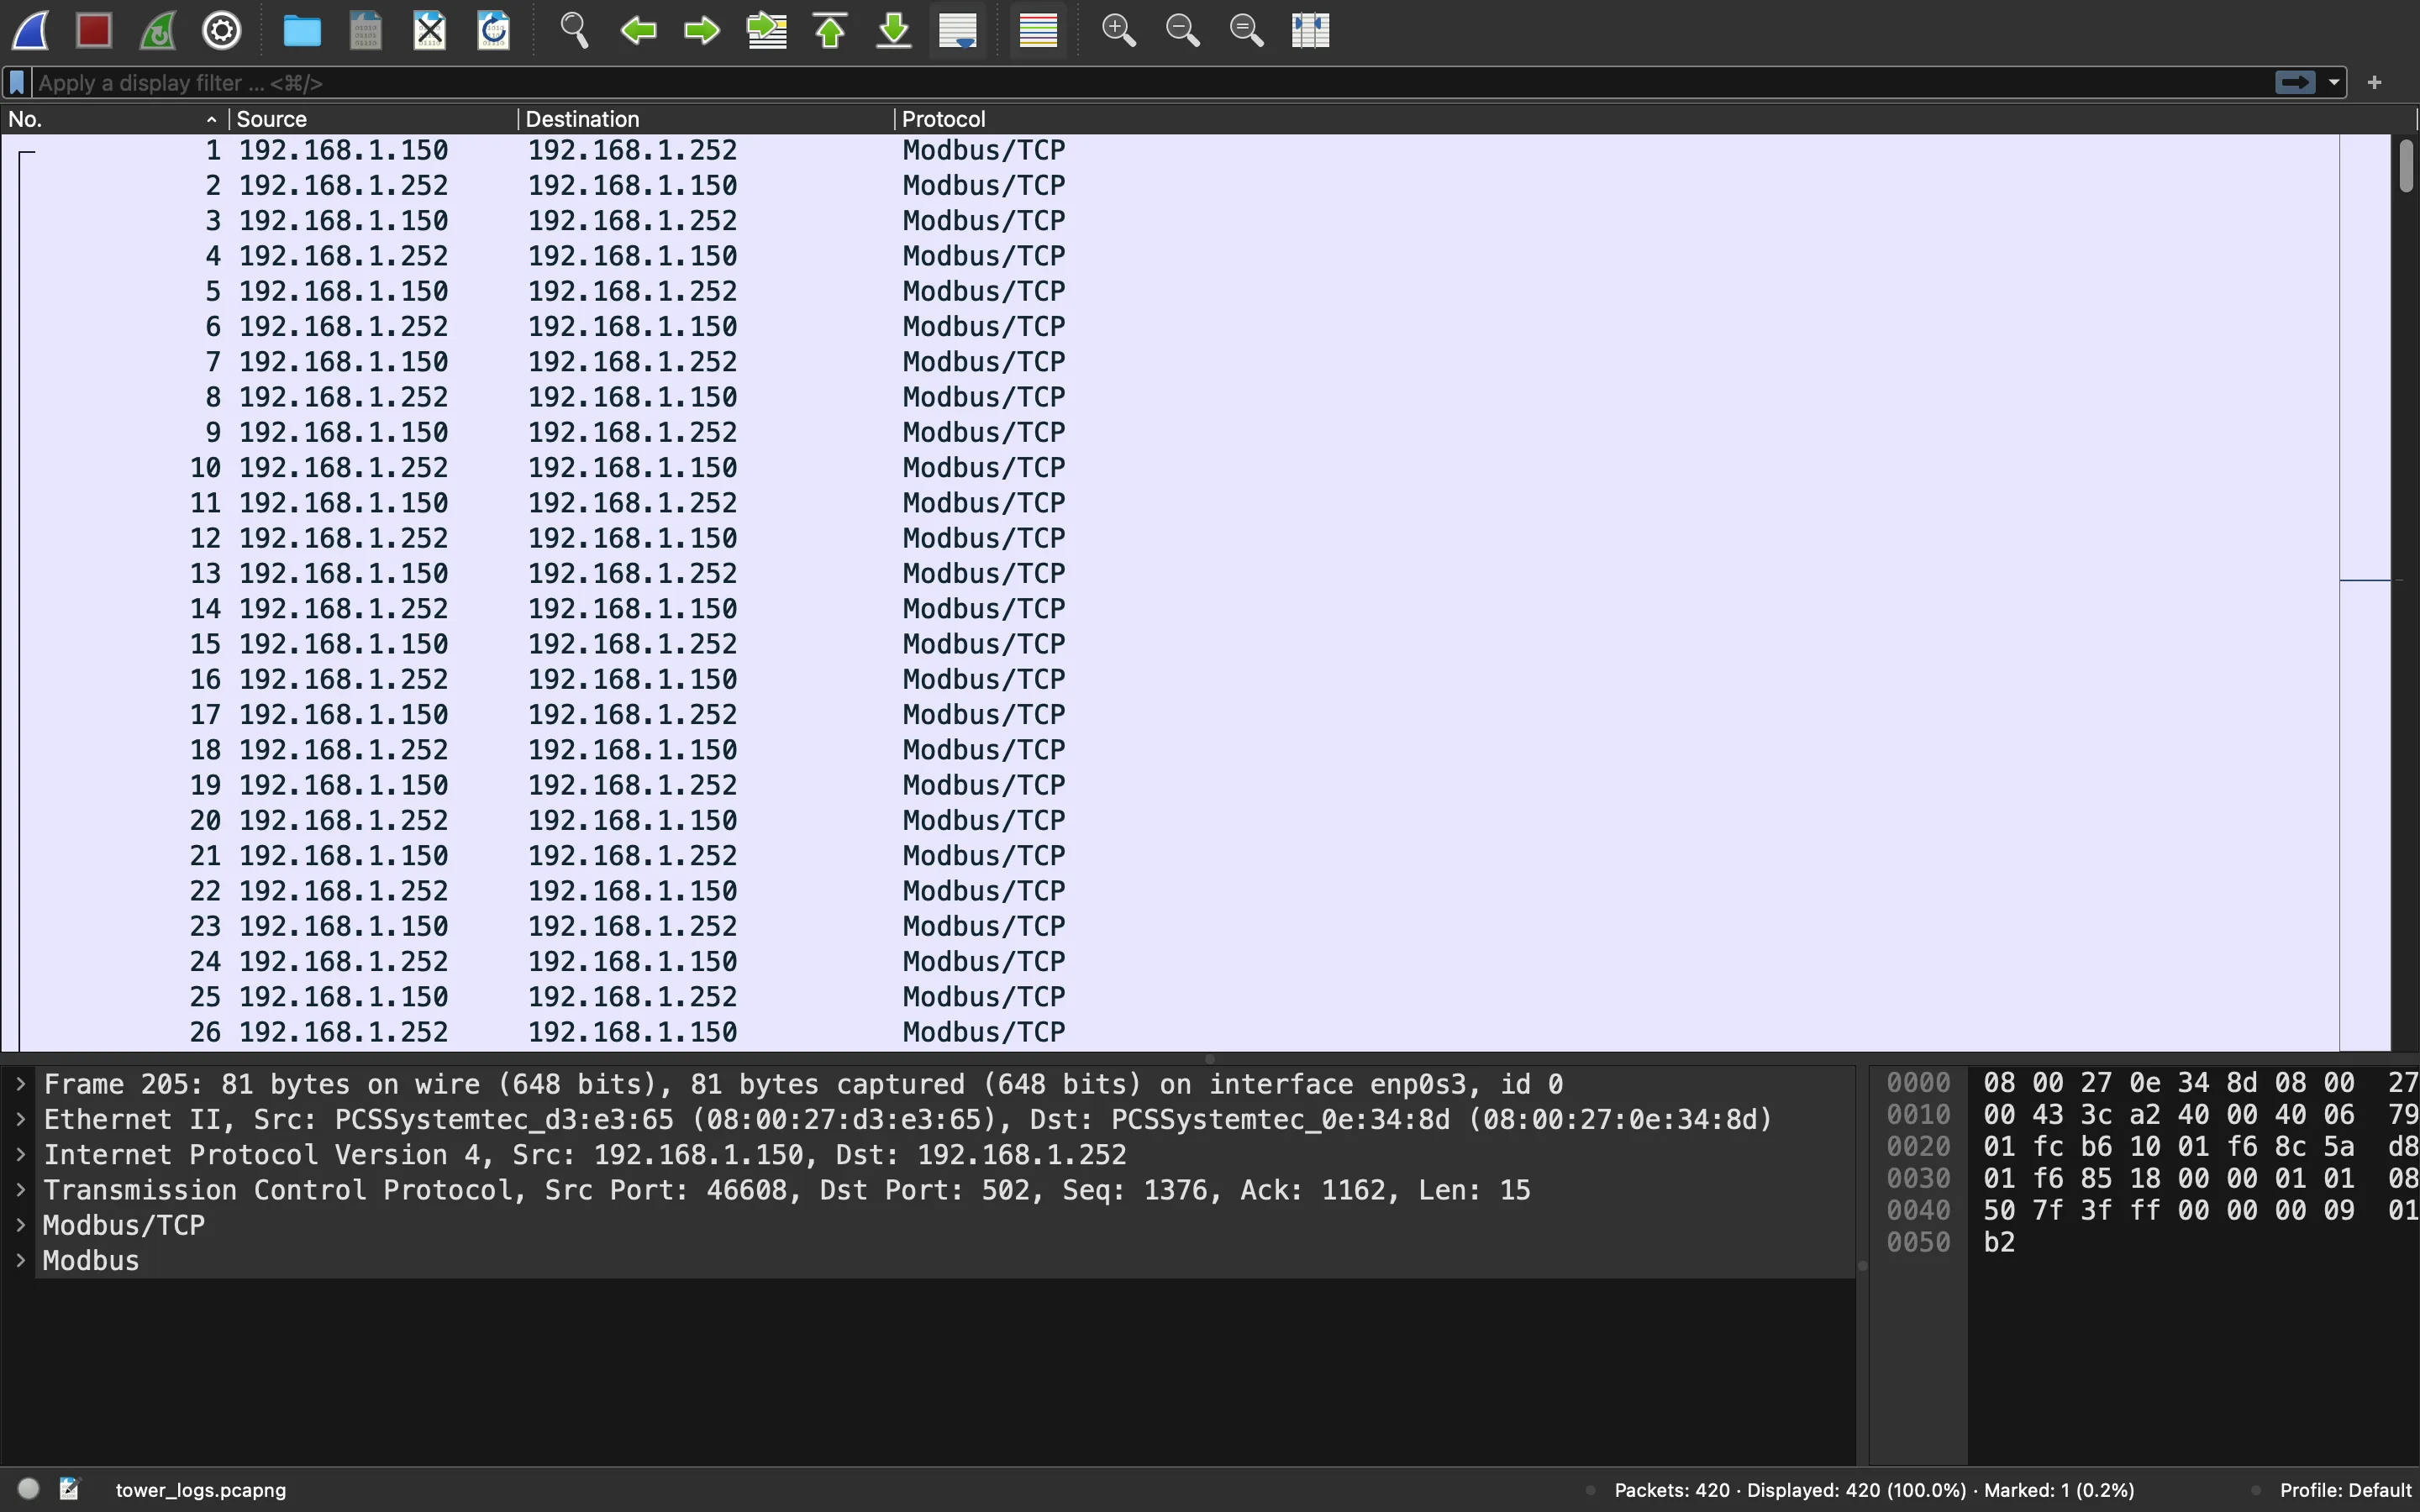 Apply a display filter ... <⌘/>
No. Source Destination Protocol
1 192.168.1.150 192.168.1.252 Modbus/TCP
2 192.168.1.252 192.168.1.150 Modbus/TCP
3 192.168.1.150 192.168.1.252 Modbus/TCP
4 192.168.1.252 192.168.1.150 Modbus/TCP
5 192.168.1.150 192.168.1.252 Modbus/TCP
6 192.168.1.252 192.168.1.150 Modbus/TCP
7 192.168.1.150 192.168.1.252 Modbus/TCP
8 192.168.1.252 192.168.1.150 Modbus/TCP
9 192.168.1.150 192.168.1.252 Modbus/TCP
10 192.168.1.252 192.168.1.150 Modbus/TCP
11 192.168.1.150 192.168.1.252 Modbus/TCP
12 192.168.1.252 192.168.1.150 Modbus/TCP
13 192.168.1.150 192.168.1.252 Modbus/TCP
14 192.168.1.252 192.168.1.150 Modbus/TCP
15 192.168.1.150 192.168.1.252 Modbus/TCP
16 192.168.1.252 192.168.1.150 Modbus/TCP
17 192.168.1.150 192.168.1.252 Modbus/TCP
18 192.168.1.252 192.168.1.150 Modbus/TCP
19 192.168.1.150 192.168.1.252 Modbus/TCP
20 192.168.1.252 192.168.1.150 Modbus/TCP
21 192.168.1.150 192.168.1.252 Modbus/TCP
22 192.168.1.252 192.168.1.150 Modbus/TCP
23 192.168.1.150 192.168.1.252 Modbus/TCP
24 192.168.1.252 192.168.1.150 Modbus/TCP
25 192.168.1.150 192.168.1.252 Modbus/TCP
26 192.168.1.252 192.168.1.150 Modbus/TCP
Frame 205: 81 bytes on wire (648 bits), 81 bytes captured (648 bits) on interface enp0s3, id 0
Ethernet II, Src: PCSSystemtec_d3:e3:65 (08:00:27:d3:e3:65), Dst: PCSSystemtec_0e:34:8d (08:00:27:0e:34:8d)
Internet Protocol Version 4, Src: 192.168.1.150, Dst: 192.168.1.252
Transmission Control Protocol, Src Port: 46608, Dst Port: 502, Seq: 1376, Ack: 1162, Len: 15
Modbus/TCP
Modbus
0000 08 00 27 0e 34 8d 08 00 27
0010 00 43 3c a2 40 00 40 06 79
0020 01 fc b6 10 01 f6 8c 5a d8
0030 01 f6 85 18 00 00 01 01 08
0040 50 7f 3f ff 00 00 00 09 01
0050 b2
tower_logs.pcapng
Packets: 420 · Displayed: 420 (100.0%) · Marked: 1 (0.2%)
Profile: Default